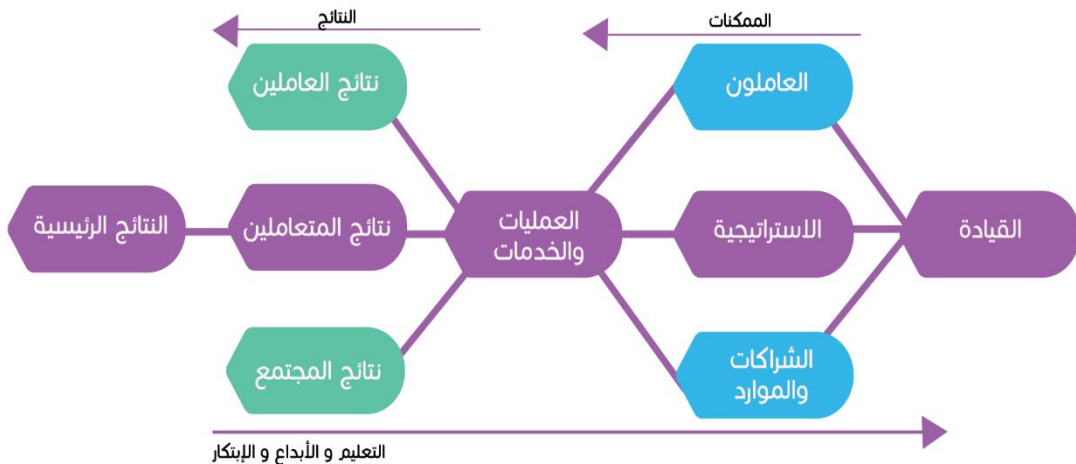 الممكنات
النتائج
العاملون
نتائج العاملين
القيادة
الاستراتيجية
العمليات
والخدمات
نتائج المتعاملين
النتائج الرئيسية
الشراكات
والموارد
نتائج المجتمع
التعليم و الأبداع و الإبتكار